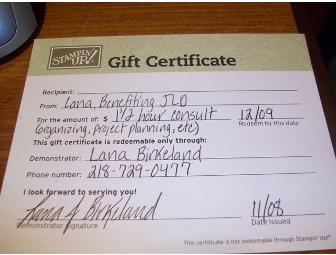 STAMPIN' UP!
Gift Certificate
Recipient:
From: Lana, Benefiting JLD
For the amount of: $ 1 1/2 hour consult 12/09
(organizing, project planning, etc) Redeem by this date
This gift certificate is redeemable only through:
Demonstrator: Lana Birkeland
Phone number: 218-729-0477
I look forward to serving you!
Lana J Birkeland 11/08
Demonstrator signature Date issued
This certificate is not redeemable through Stampin' Up!®